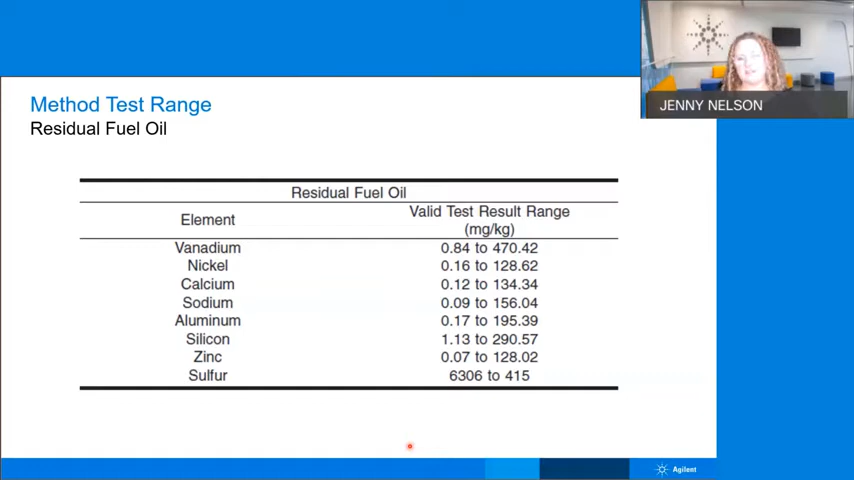 JENNY NELSON
Method Test Range
Residual Fuel Oil
Residual Fuel Oil
Element Valid Test Result Range
(mg/kg)
Vanadium 0.84 to 470.42
Nickel 0.16 to 128.62
Calcium 0.12 to 134.34
Sodium 0.09 to 156.04
Aluminum 0.17 to 195.39
Silicon 1.13 to 290.57
Zinc 0.07 to 128.02
Sulfur 6306 to 415
Agilent